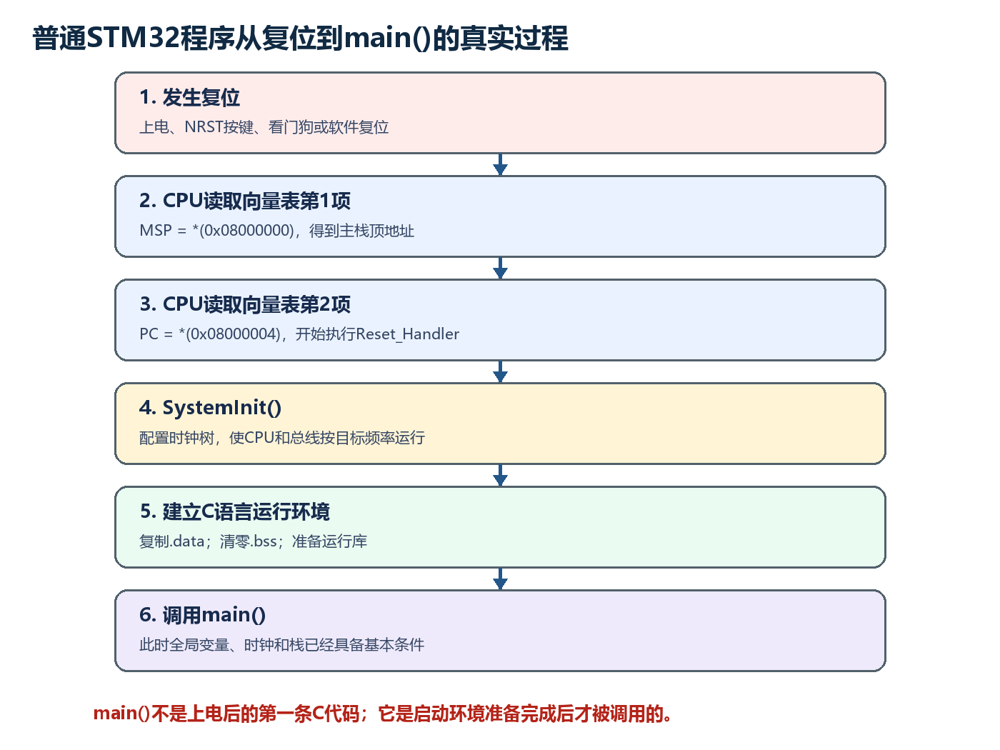 普通STM32程序从复位到main()的真实过程
1. 发生复位
上电、NRST按键、看门狗或软件复位
2. CPU读取向量表第1项
MSP = *(0x08000000)，得到主栈顶地址
3. CPU读取向量表第2项
PC = *(0x08000004)，开始执行Reset_Handler
4. SystemInit()
配置时钟树，使CPU和总线按目标频率运行
5. 建立C语言运行环境
复制.data；清零.bss；准备运行库
6. 调用main()
此时全局变量、时钟和栈已经具备基本条件
main()不是上电后的第一条C代码；它是启动环境准备完成后才被调用的。